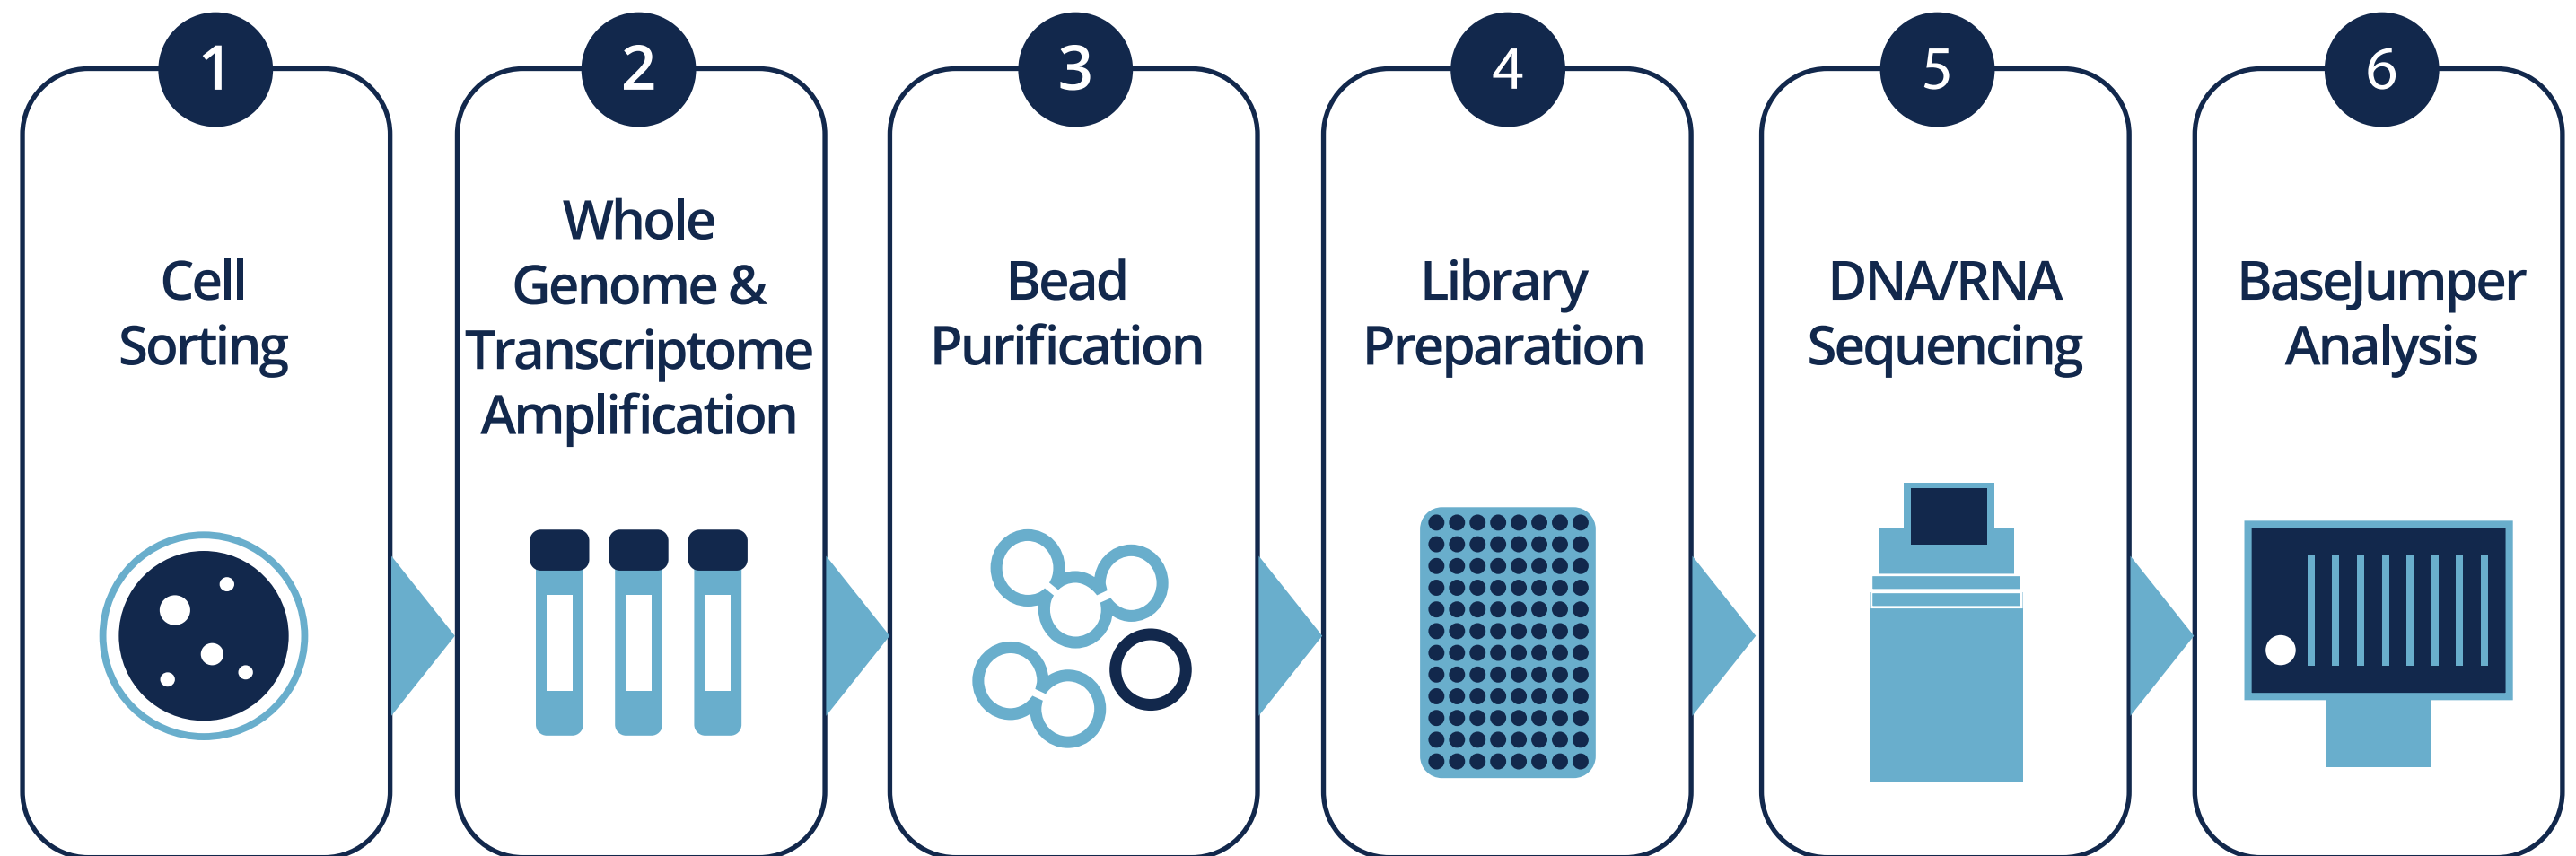 1
Cell
Sorting
2
Whole
Genome &
Transcriptome
Amplification
3
Bead
Purification
4
Library
Preparation
5
DNA/RNA
Sequencing
6
BaseJumper
Analysis